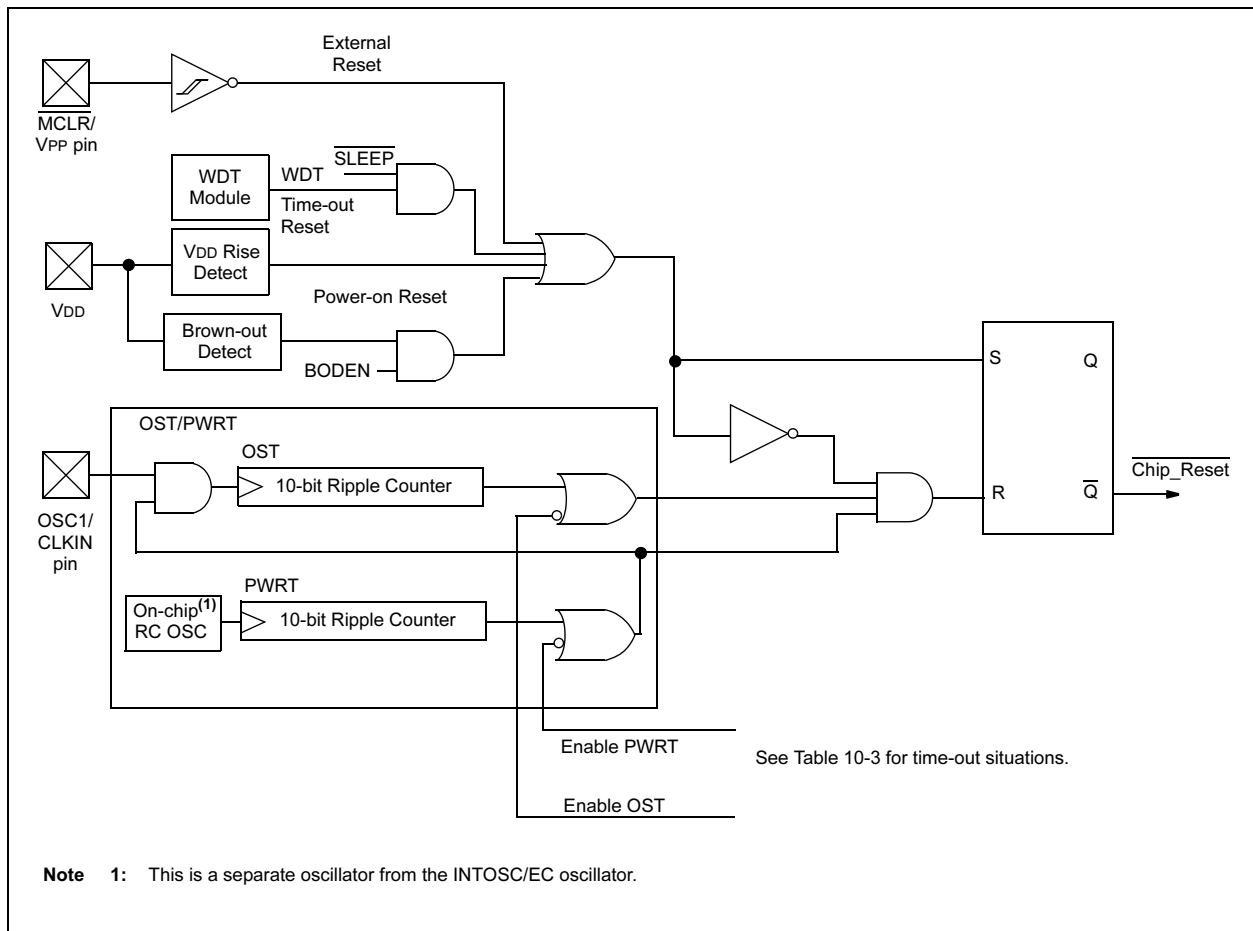 External
Reset
M̅C̅L̅R̅/
VPP pin
S̅L̅E̅E̅P̅
WDT
Module
WDT
Time-out
Reset
VDD Rise
Detect
VDD
Power-on Reset
Brown-out
Detect
BODEN
S
Q
OST/PWRT
OST
10-bit Ripple Counter
C̅h̅i̅p̅_̅R̅e̅s̅e̅t̅
R
Q̅
OSC1/
CLKIN
pin
PWRT
On-chip(1)
RC OSC
10-bit Ripple Counter
Enable PWRT
See Table 10-3 for time-out situations.
Enable OST
Note 1: This is a separate oscillator from the INTOSC/EC oscillator.